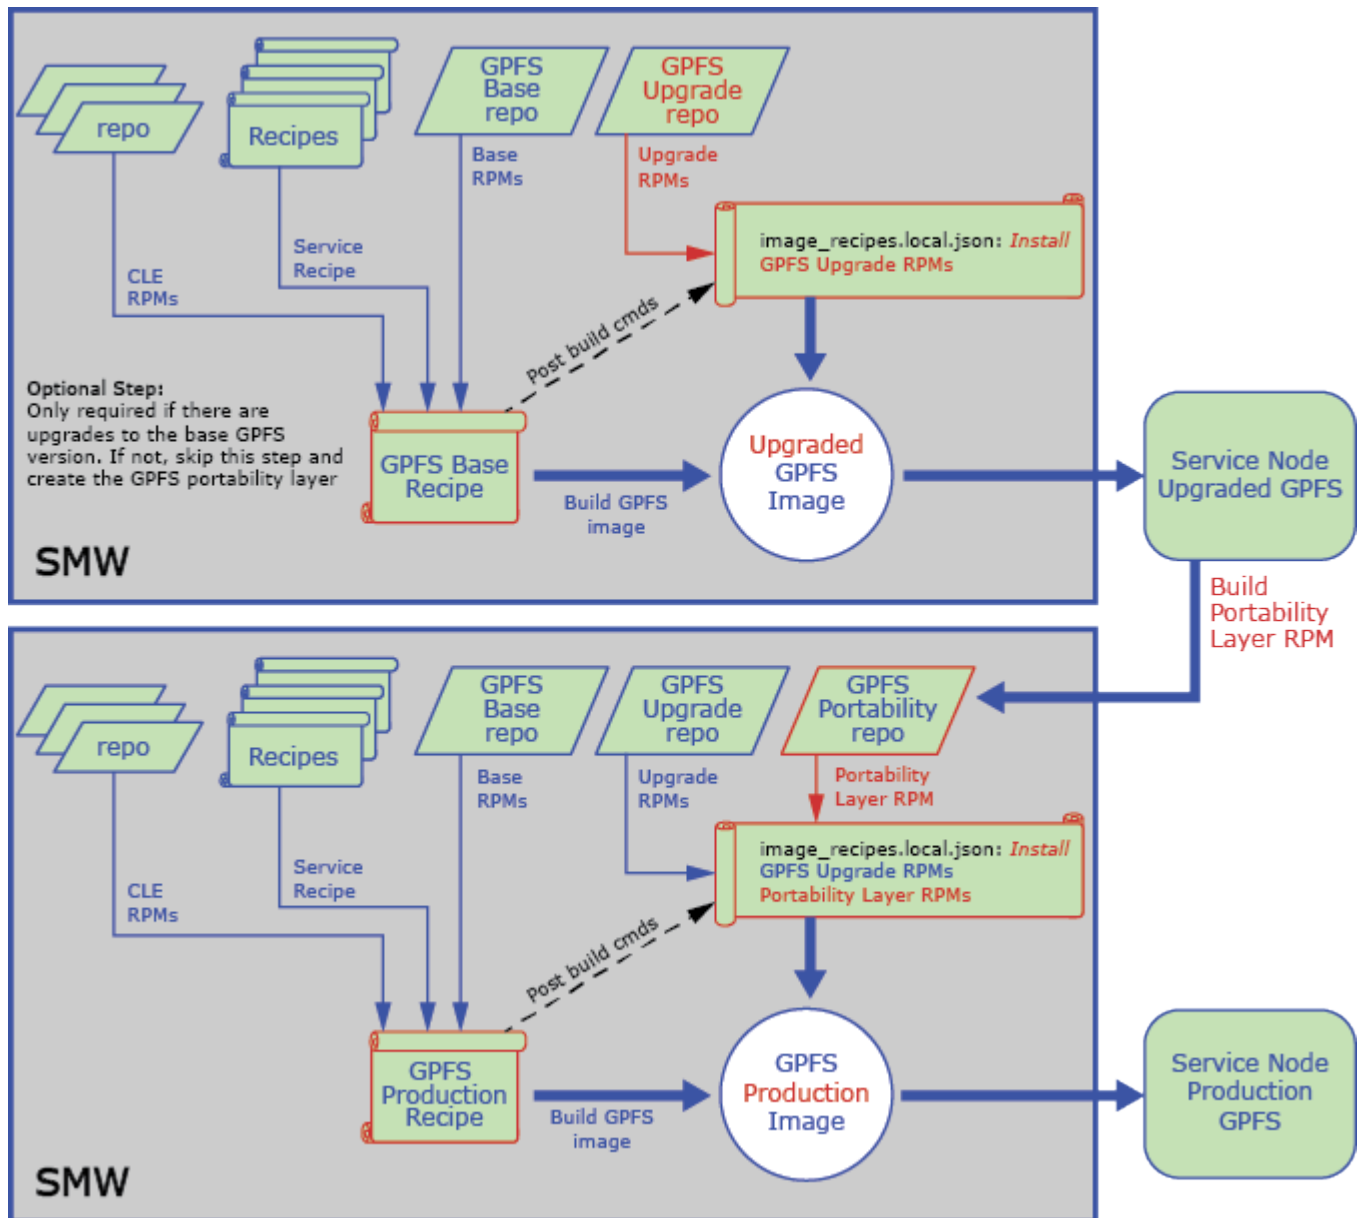 repo
Recipes
GPFS
Base
repo
GPFS
Upgrade
repo
Base
RPMs
Upgrade
RPMs
image_recipes.local.json: Install
GPFS Upgrade RPMs
Service
Recipe
CLE
RPMs
Post build cmds
Optional Step:
Only required if there are
upgrades to the base GPFS
version. If not, skip this step and
create the GPFS portability layer
GPFS Base
Recipe
Build GPFS
image
Upgraded
GPFS
Image
Service Node
Upgraded GPFS
SMW
Build
Portability
Layer RPM
repo
Recipes
GPFS
Base
repo
GPFS
Upgrade
repo
GPFS
Portability
repo
Base
RPMs
Upgrade
RPMs
Portability
Layer RPM
image_recipes.local.json: Install
GPFS Upgrade RPMs
Portability Layer RPMs
Service
Recipe
CLE
RPMs
Post build cmds
GPFS
Production
Recipe
Build GPFS
image
GPFS
Production
Image
Service Node
Production
GPFS
SMW